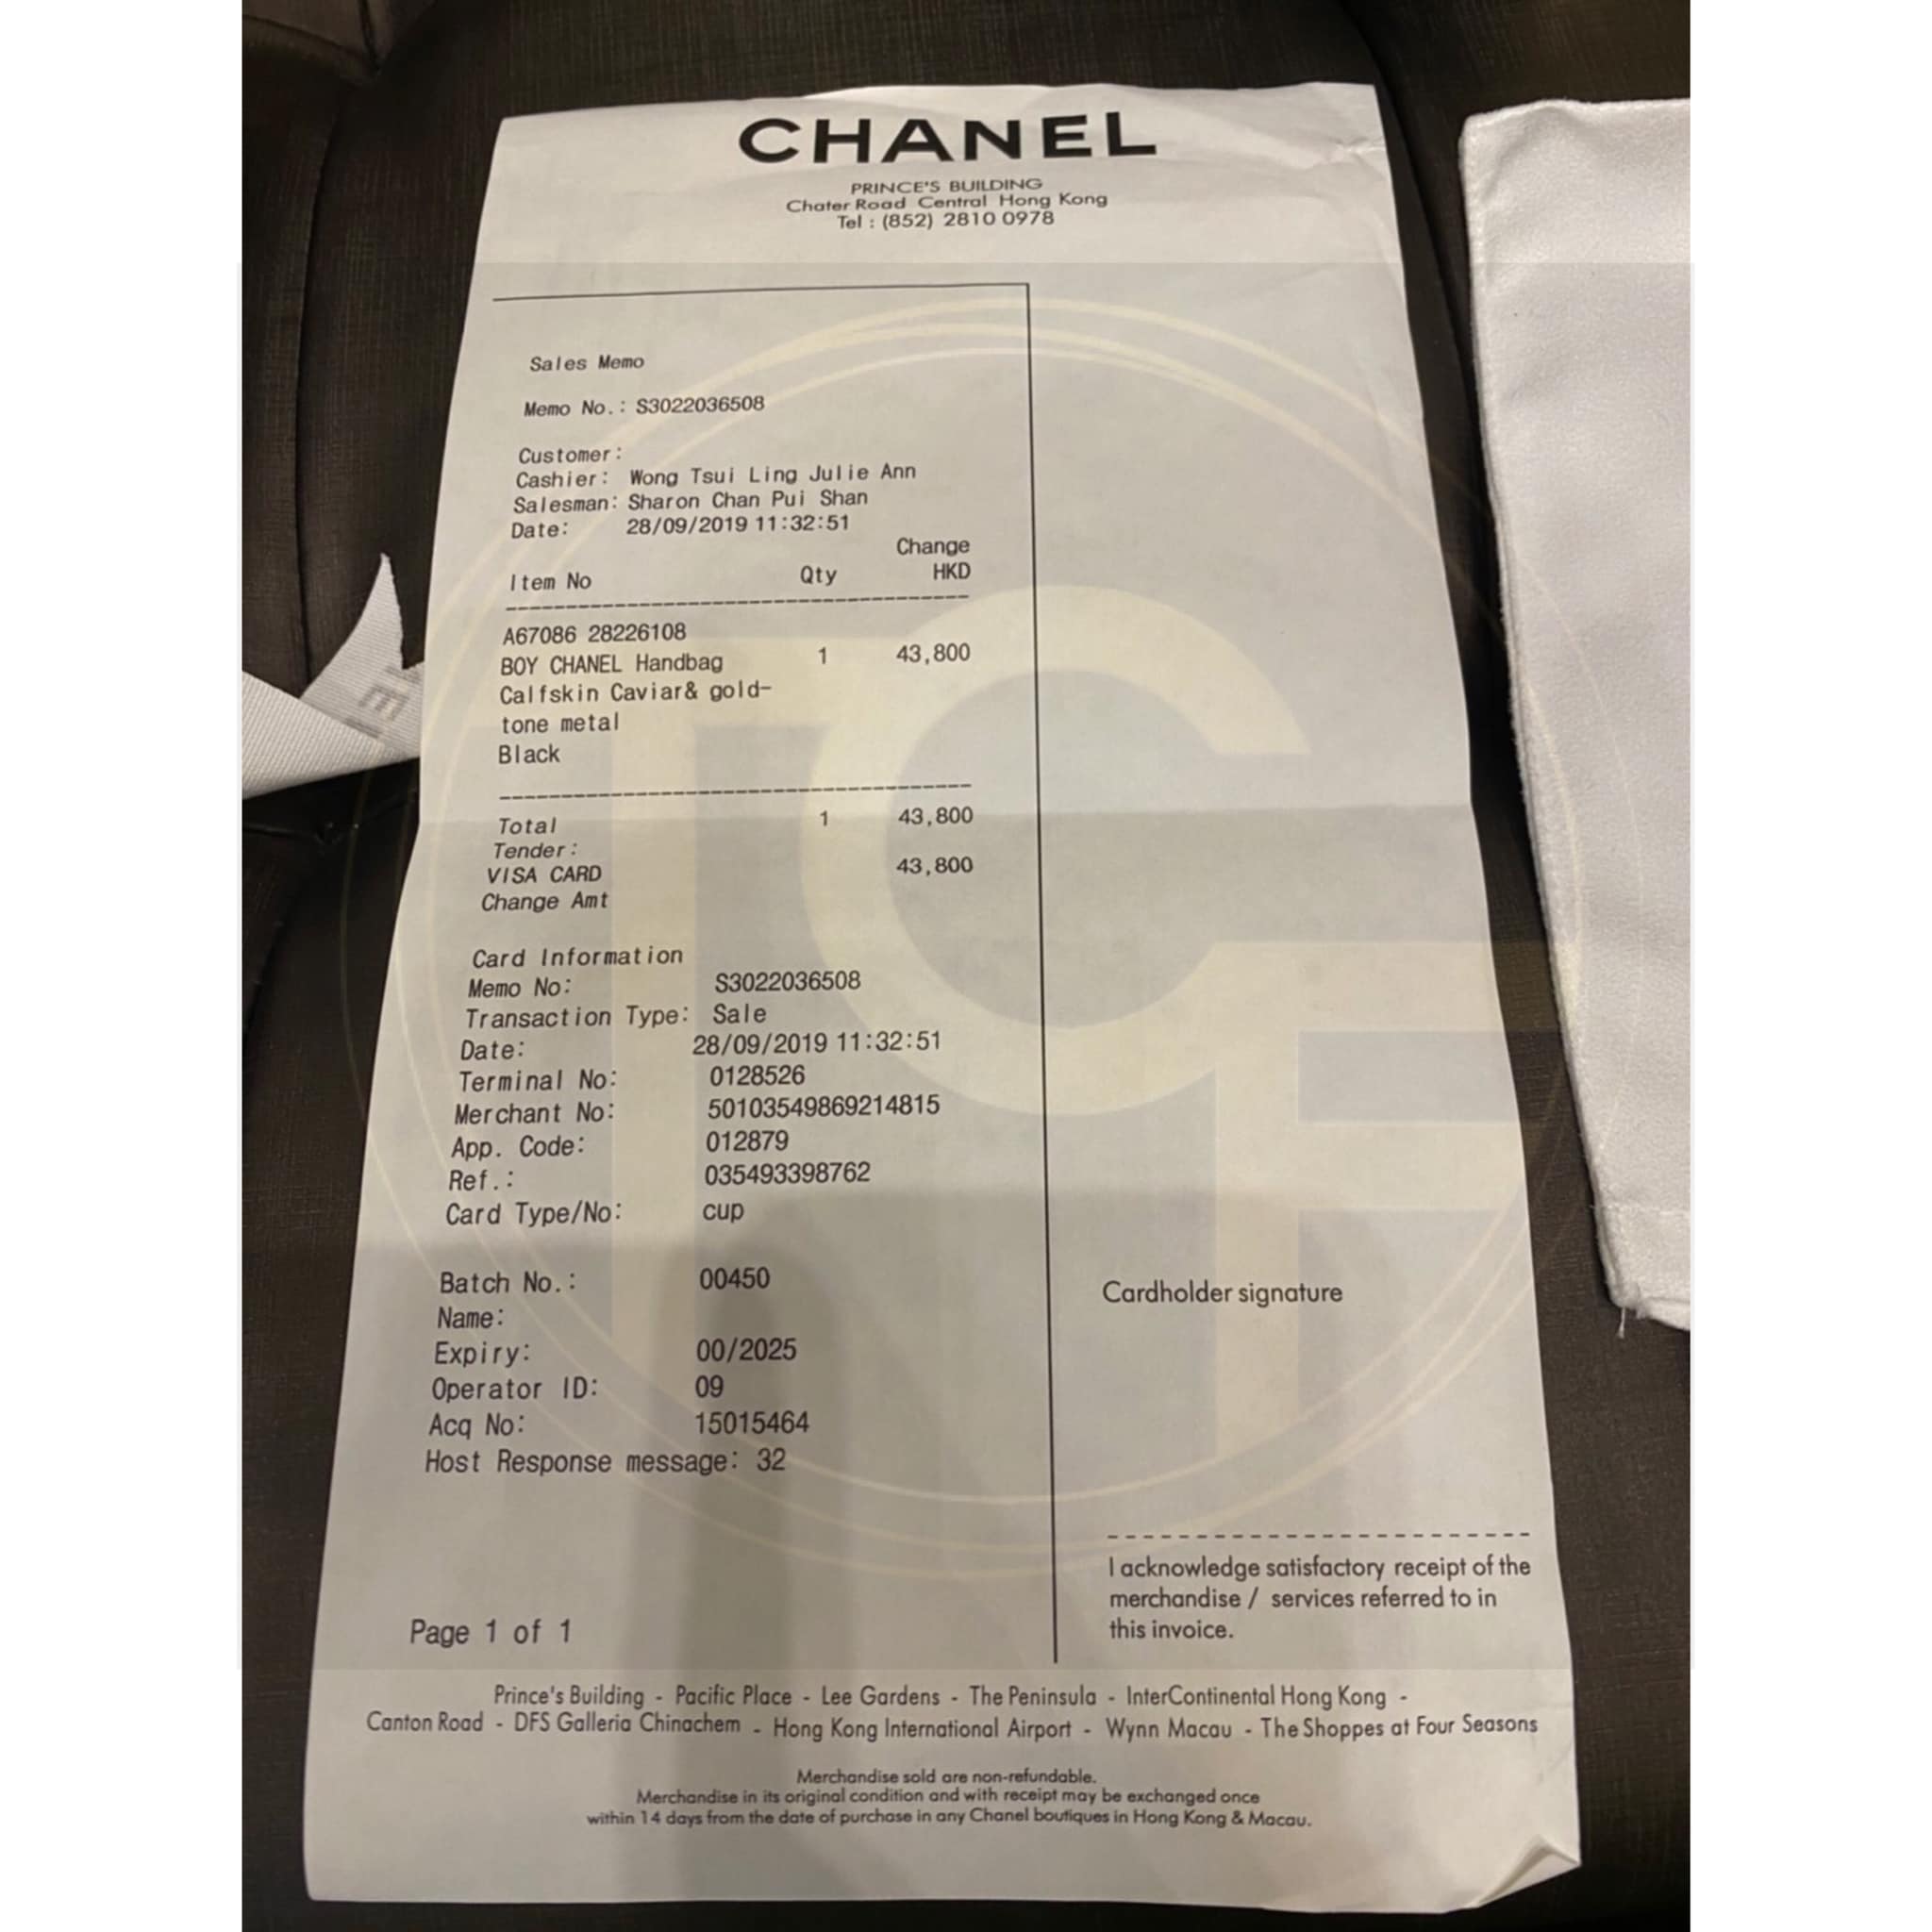 CHANEL
PRINCE'S BUILDING
Chater Road Central Hong Kong
Tel : (852) 2810 0978
Sales Memo
Memo No.: S3022036508
Customer:
Cashier: Wong Tsui Ling Julie Ann
Salesman: Sharon Chan Pui Shan
Date: 28/09/2019 11:32:51
Change
Item No Qty HKD
A67086 28226108
BOY CHANEL Handbag 1 43,800
Calfskin Caviar& gold-
tone metal
Black
Total 1 43,800
Tender:
VISA CARD 43,800
Change Amt
Card Information
Memo No: S3022036508
Transaction Type: Sale
Date: 28/09/2019 11:32:51
Terminal No: 0128526
Merchant No: 50103549869214815
App. Code: 012879
Ref.: 035493398762
Card Type/No: cup
Batch No.: 00450
Name:
Expiry: 00/2025
Operator ID: 09
Acq No: 15015464
Host Response message: 32
Page 1 of 1
Cardholder signature
I acknowledge satisfactory receipt of the
merchandise / services referred to in
this invoice.
Prince's Building - Pacific Place - Lee Gardens - The Peninsula - InterContinental Hong Kong -
Canton Road - DFS Galleria Chinachem - Hong Kong International Airport - Wynn Macau - The Shoppes at Four Seasons
Merchandise sold are non-refundable.
Merchandise in its original condition and with receipt may be exchanged once
within 14 days from the date of purchase in any Chanel boutiques in Hong Kong & Macau.